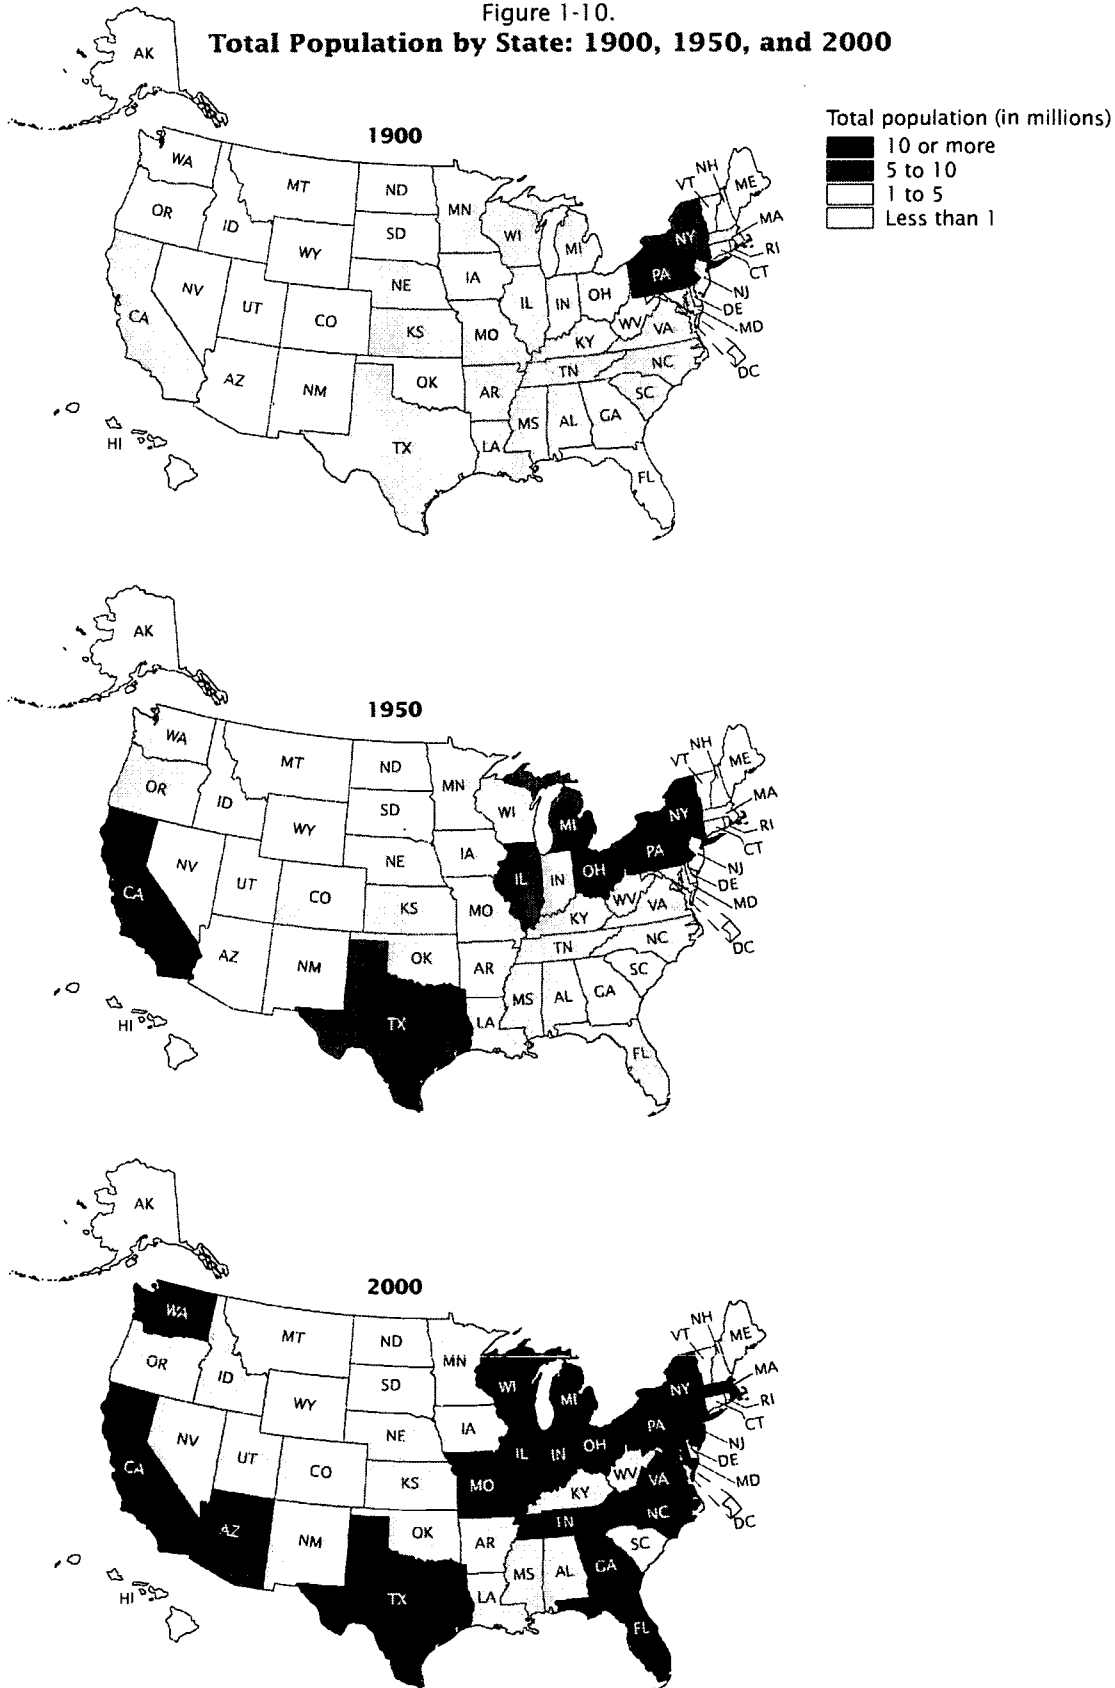 Figure 1-10.
Total Population by State: 1900, 1950, and 2000
Total population (in millions)
10 or more
5 to 10
1 to 5
Less than 1
1900
AK
WA
MT
ND
MN
OR
ID
SD
WI
MI
WY
NV
UT
CO
NE
IA
CA
KS
MO
IL
IN
OH
AZ
NM
OK
AR
TX
LA
MS
AL
GA
FL
TN
KY
WV
VA
NC
SC
PA
NY
VT
NH
ME
MA
RI
CT
NJ
DE
MD
DC
HI
1950
AK
WA
MT
ND
MN
OR
ID
SD
WI
MI
WY
NV
UT
CO
NE
IA
CA
KS
MO
IL
IN
OH
AZ
NM
OK
AR
TX
LA
MS
AL
GA
FL
TN
KY
WV
VA
NC
SC
PA
NY
VT
NH
ME
MA
RI
CT
NJ
DE
MD
DC
HI
2000
AK
WA
MT
ND
MN
OR
ID
SD
WI
MI
WY
NV
UT
CO
NE
IA
CA
KS
MO
IL
IN
OH
AZ
NM
OK
AR
TX
LA
MS
AL
GA
FL
TN
KY
WV
VA
NC
SC
PA
NY
VT
NH
ME
MA
RI
CT
NJ
DE
MD
DC
HI